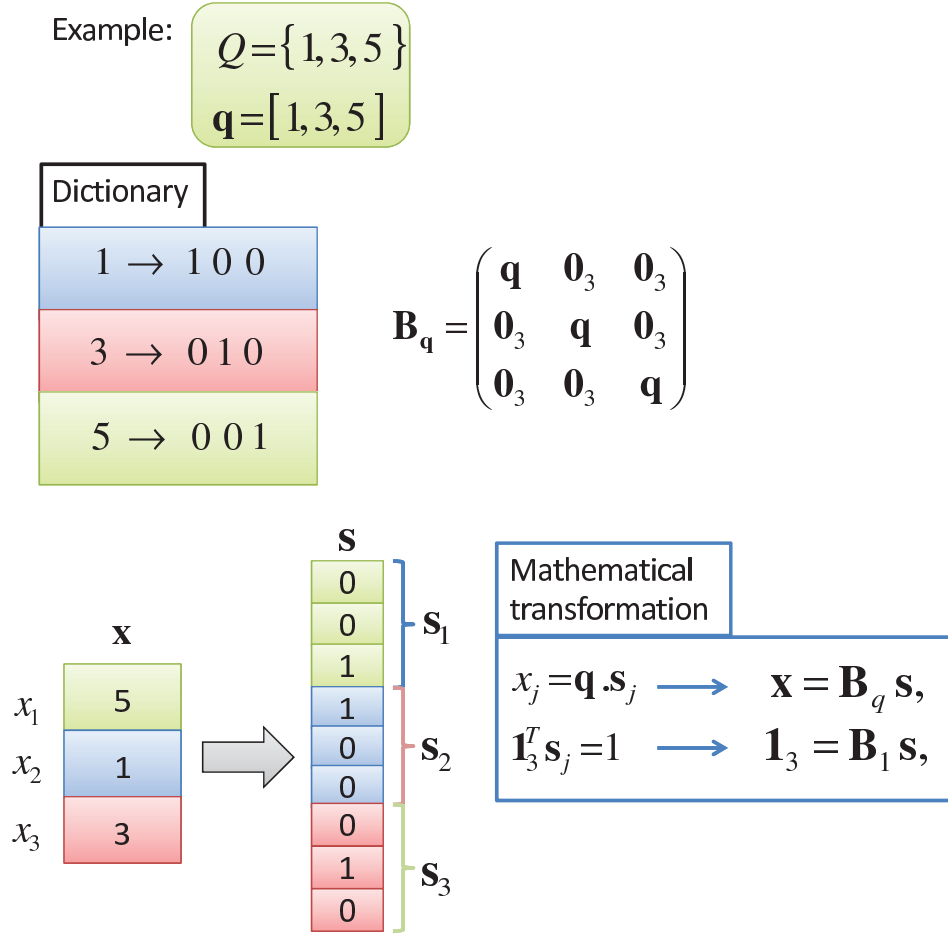 Example:
Q={1,3,5}
q=[1,3,5]
Dictionary
1 → 1 0 0
3 → 0 1 0
5 → 0 0 1
B_q = (q 0_3 0_3
0_3 q 0_3
0_3 0_3 q)
x
x_1 5
x_2 1
x_3 3
s
0
0
1
s_1
1
0
0
s_2
0
1
0
s_3
Mathematical
transformation
x_j=q.s_j → x = B_q s,
1_3^T s_j=1 → 1_3 = B_1 s,